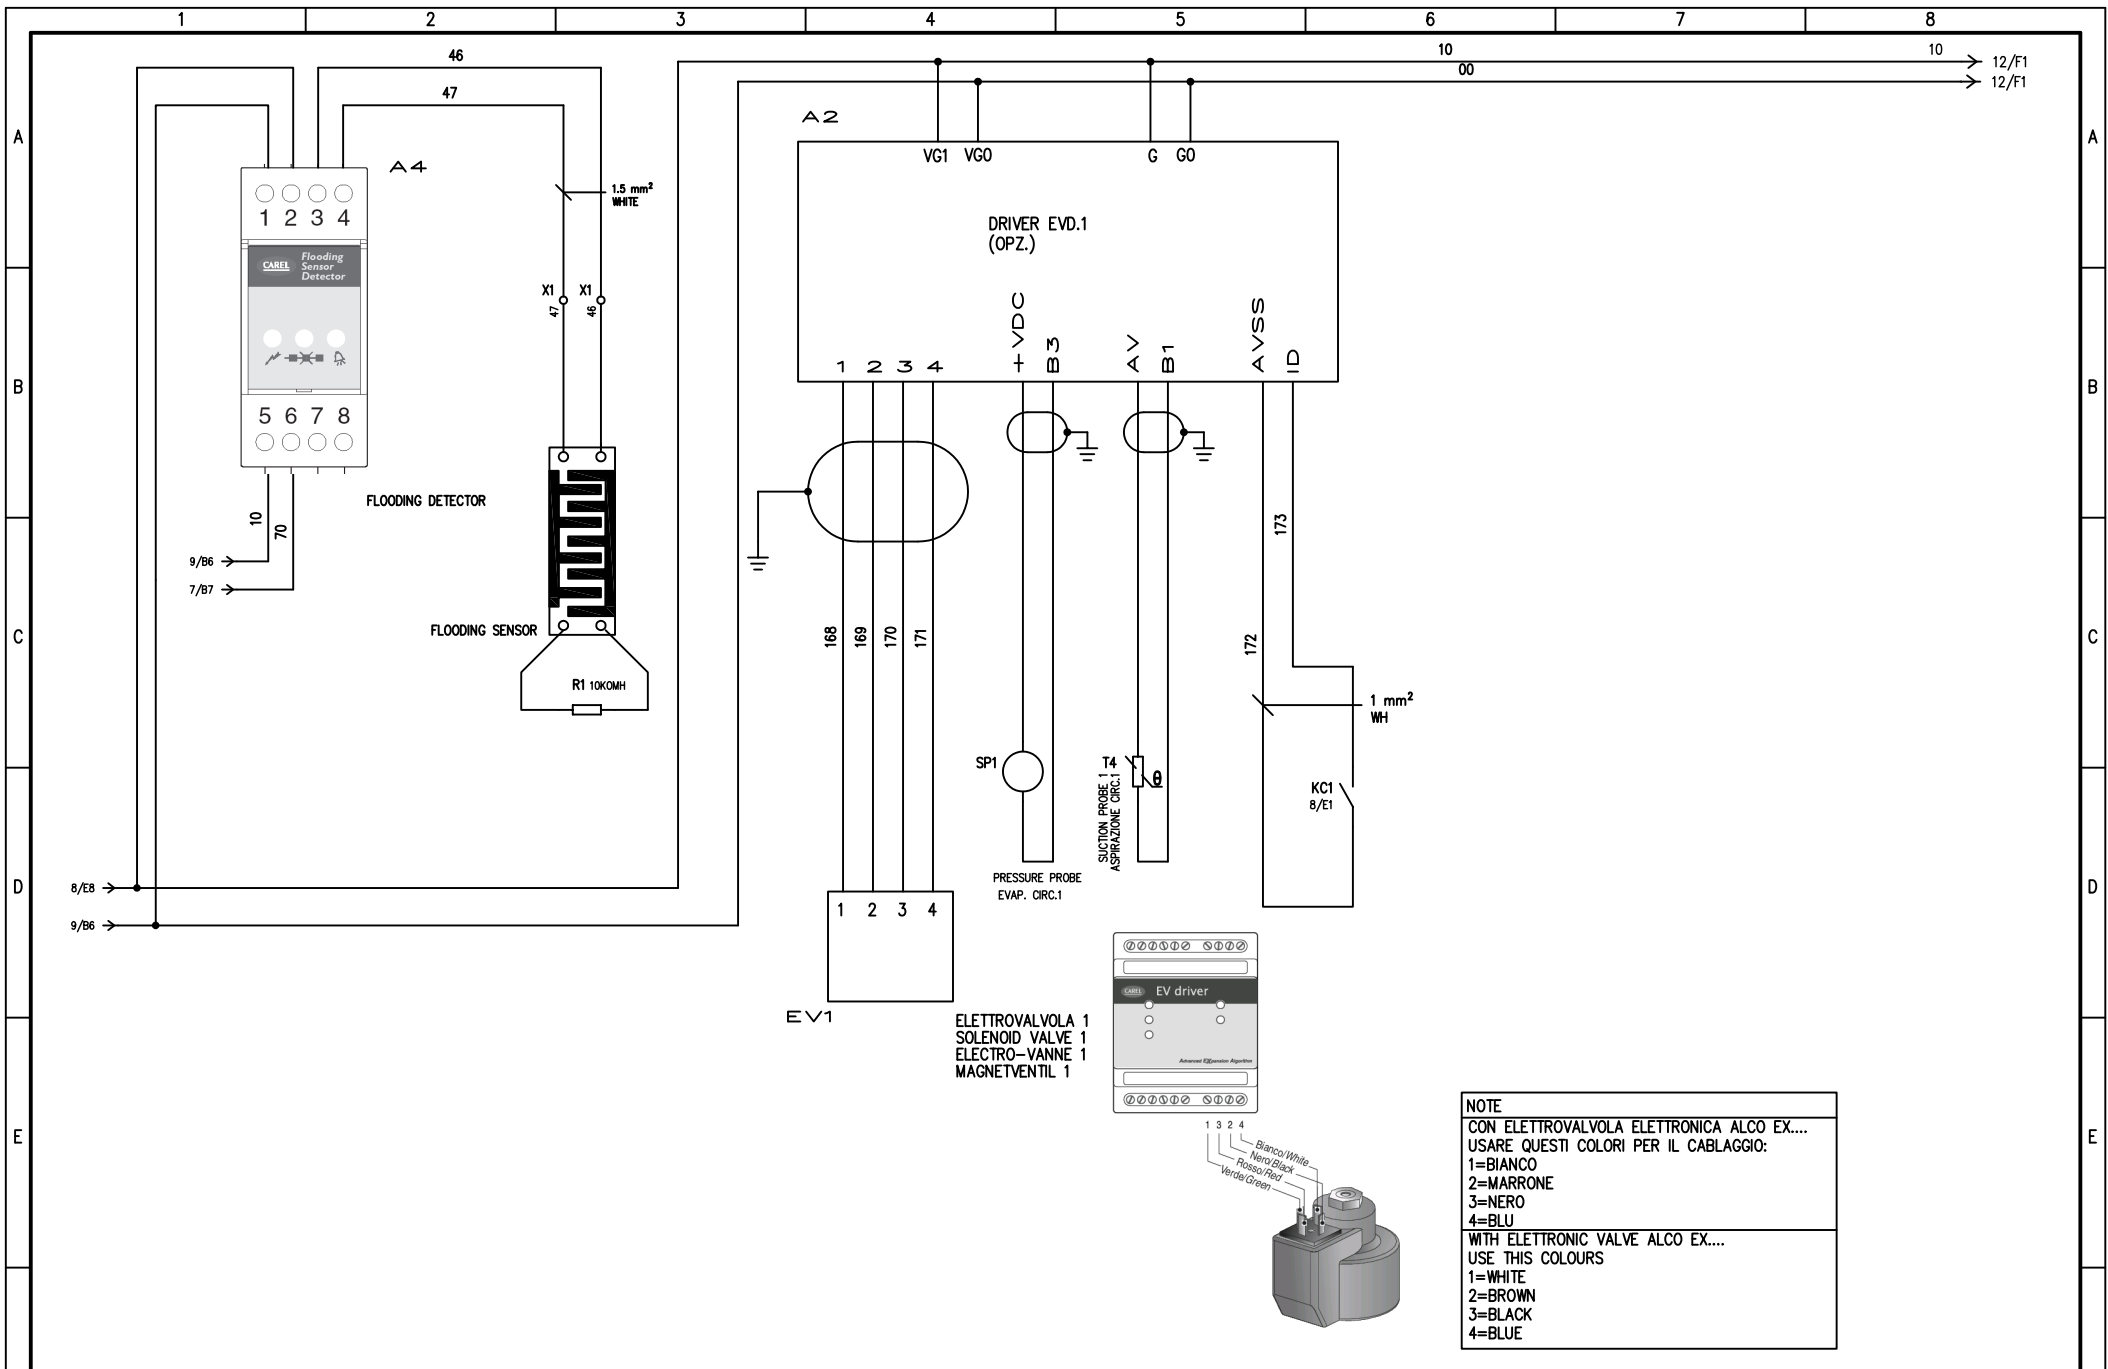 1 2 3 4 5 6 7 8
46
10
10
12/F1
00
12/F1
47
A
A
A2
VG1 VG0 G G0
A4
1.5 mm²
WHITE
1 2 3 4
DRIVER EVD.1
(OPZ.)
CAREL
Flooding
Sensor
Detector
X1
47
X1
46
1 2 3 4
+VDC
B3
AV
B1
AVSS
ID
B
B
5 6 7 8
FLOODING DETECTOR
10
70
9/B6
7/B7
173
FLOODING SENSOR
C
C
168
169
170
171
172
R1 10KOMH
1 mm²
WH
SP1
T4
θ
SUCTION PROBE 1
ASPIRAZIONE CIRC.1
KC1
8/E1
PRESSURE PROBE
EVAP. CIRC.1
D
D
8/E8
9/B6
1 2 3 4
EV1
ELETTROVALVOLA 1
SOLENOID VALVE 1
ELECTRO-VANNE 1
MAGNETVENTIL 1
CAREL
EV driver
Advanced EXpansion Algorithm
1 3 2 4
Bianco/White
Nero/Black
Rosso/Red
Verde/Green
E
E
NOTE
CON ELETTROVALVOLA ELETTRONICA ALCO EX....
USARE QUESTI COLORI PER IL CABLAGGIO:
1=BIANCO
2=MARRONE
3=NERO
4=BLU
WITH ELETTRONIC VALVE ALCO EX....
USE THIS COLOURS
1=WHITE
2=BROWN
3=BLACK
4=BLUE